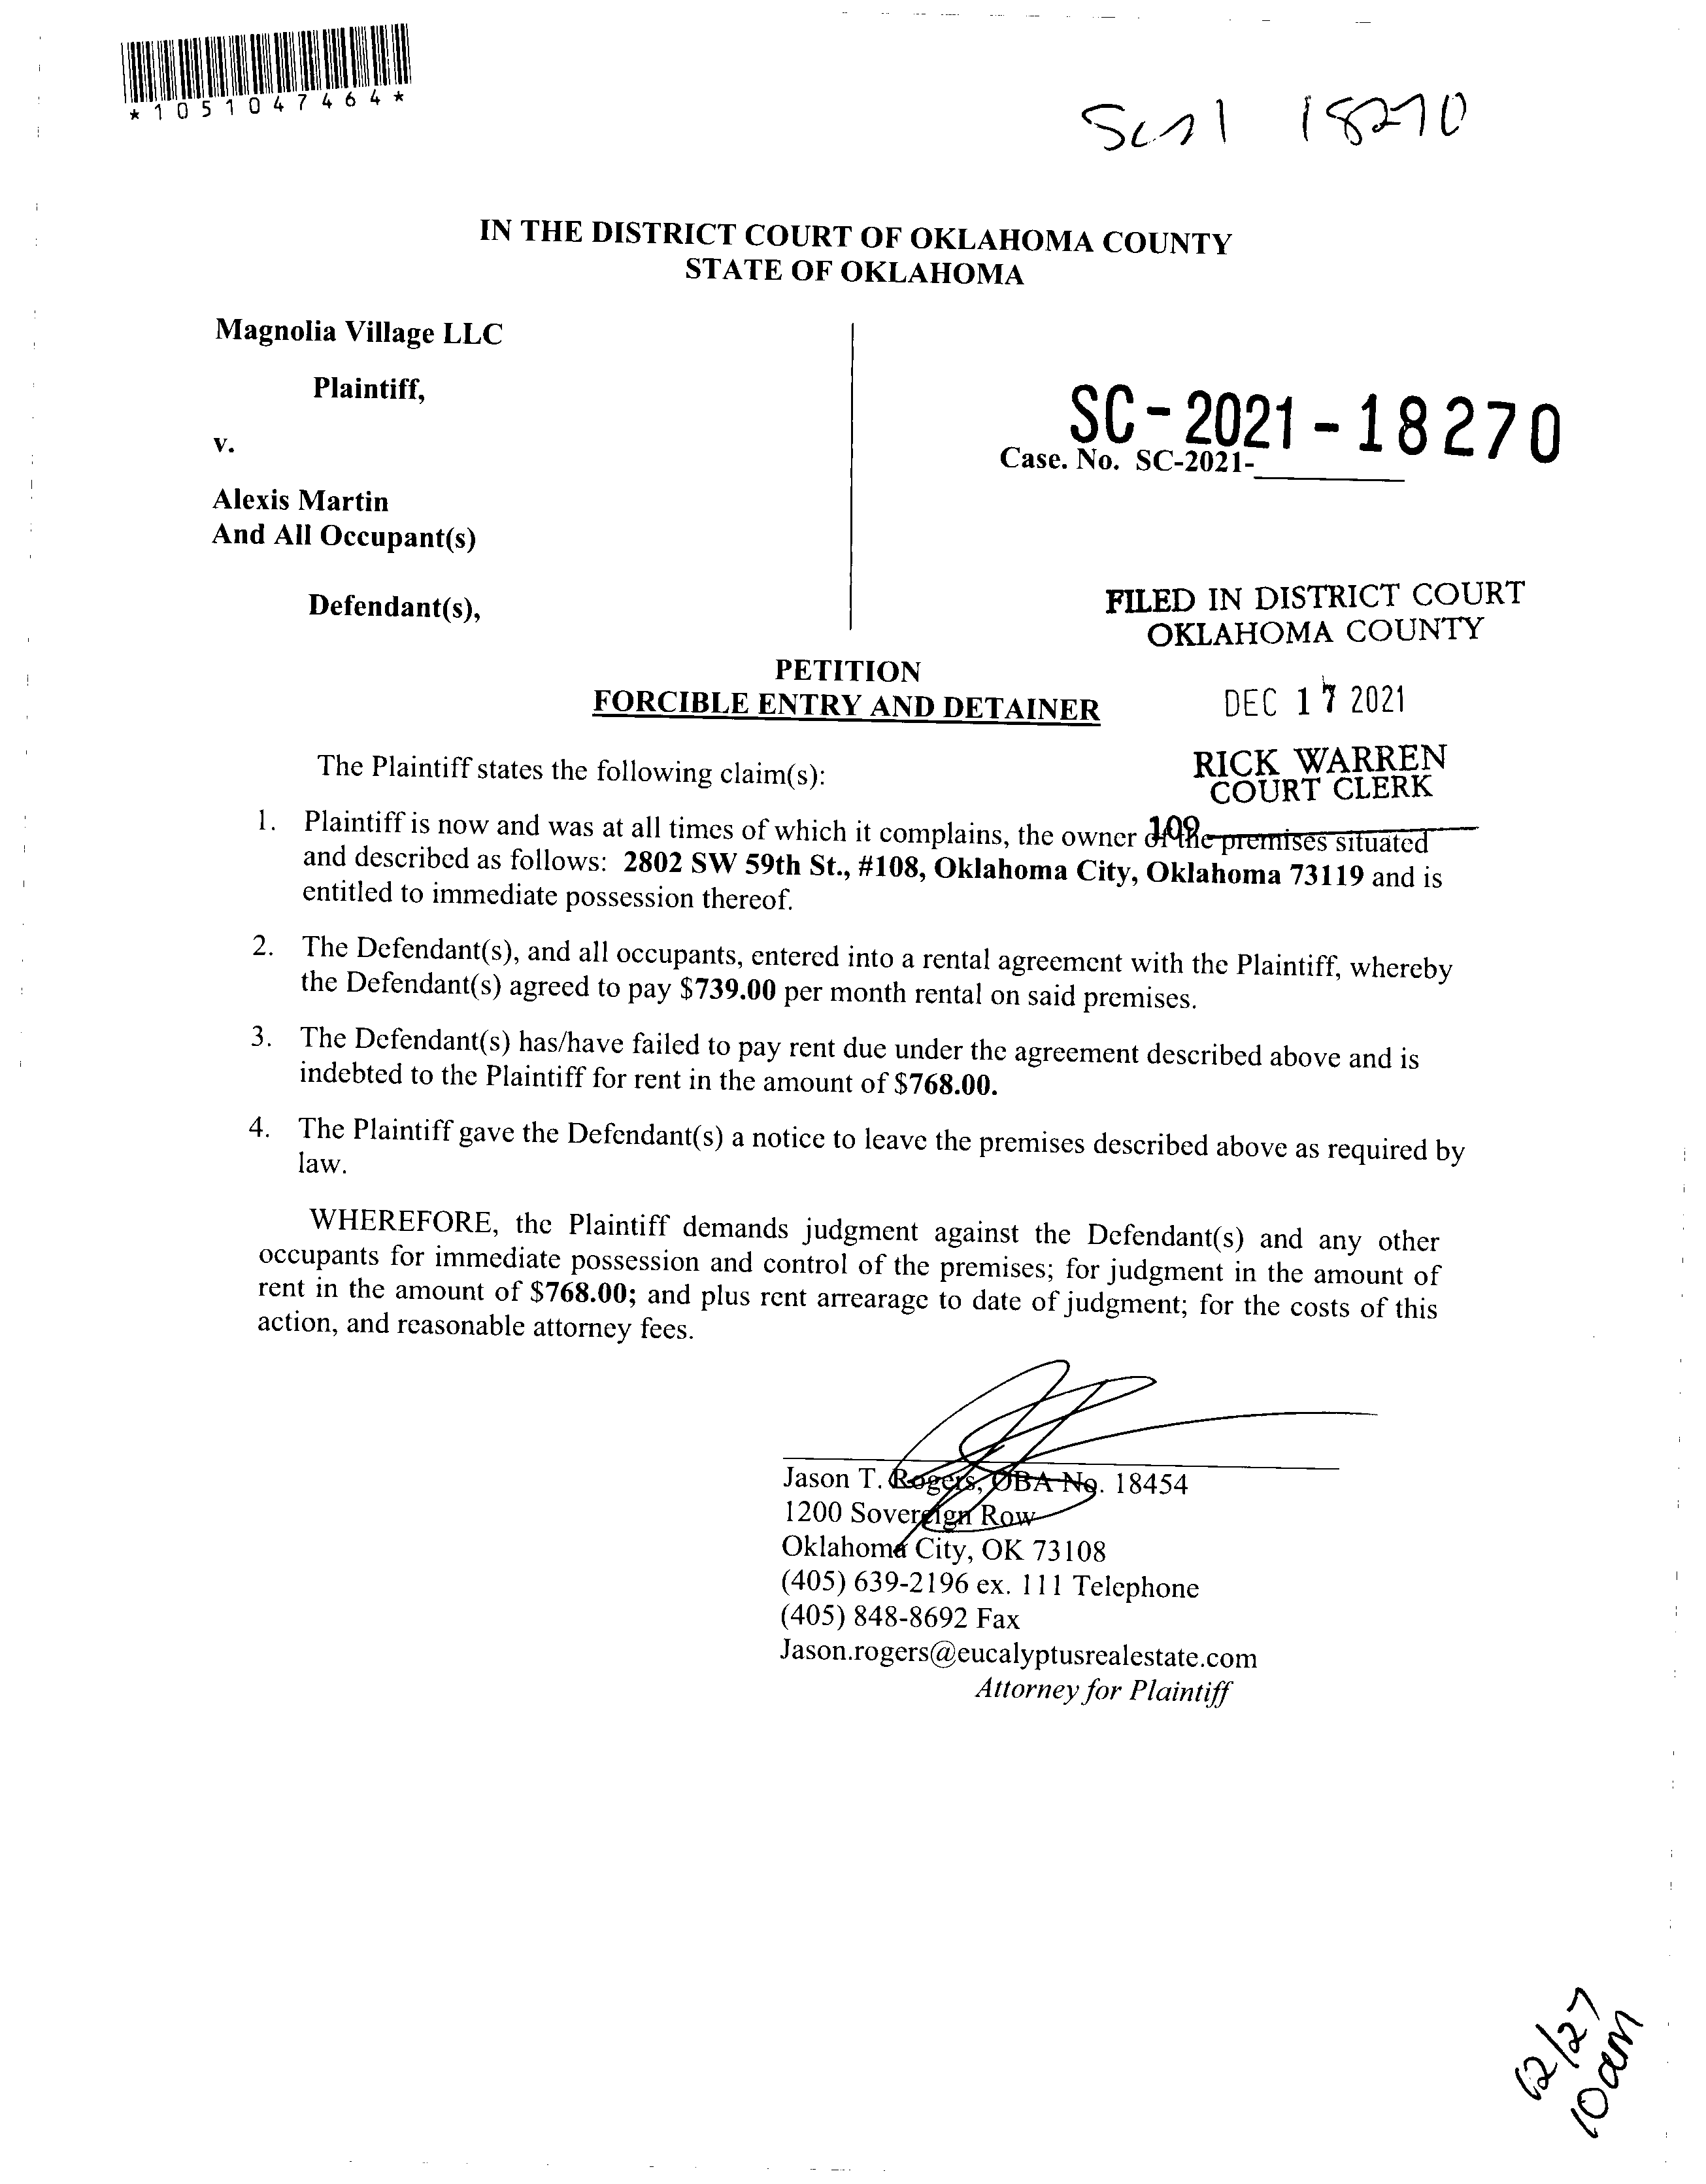 *1051047464*
SC21 18270
IN THE DISTRICT COURT OF OKLAHOMA COUNTY
STATE OF OKLAHOMA
Magnolia Village LLC
Plaintiff,
v.
Alexis Martin
And All Occupant(s)
Defendant(s),
SC-2021-18270
Case. No. SC-2021-
FILED IN DISTRICT COURT
OKLAHOMA COUNTY
DEC 17 2021
RICK WARREN
COURT CLERK
109
PETITION
FORCIBLE ENTRY AND DETAINER
The Plaintiff states the following claim(s):
1. Plaintiff is now and was at all times of which it complains, the owner of the premises situated
and described as follows: 2802 SW 59th St., #108, Oklahoma City, Oklahoma 73119 and is
entitled to immediate possession thereof.
2. The Defendant(s), and all occupants, entered into a rental agreement with the Plaintiff, whereby
the Defendant(s) agreed to pay $739.00 per month rental on said premises.
3. The Defendant(s) has/have failed to pay rent due under the agreement described above and is
indebted to the Plaintiff for rent in the amount of $768.00.
4. The Plaintiff gave the Defendant(s) a notice to leave the premises described above as required by
law.
WHEREFORE, the Plaintiff demands judgment against the Defendant(s) and any other
occupants for immediate possession and control of the premises; for judgment in the amount of
rent in the amount of $768.00; and plus rent arrearage to date of judgment; for the costs of this
action, and reasonable attorney fees.
Jason T. Rogers, OBA No. 18454
1200 Sovereign Row
Oklahoma City, OK 73108
(405) 639-2196 ex. 111 Telephone
(405) 848-8692 Fax
Jason.rogers@eucalyptusrealestate.com
Attorney for Plaintiff
12/27
10am